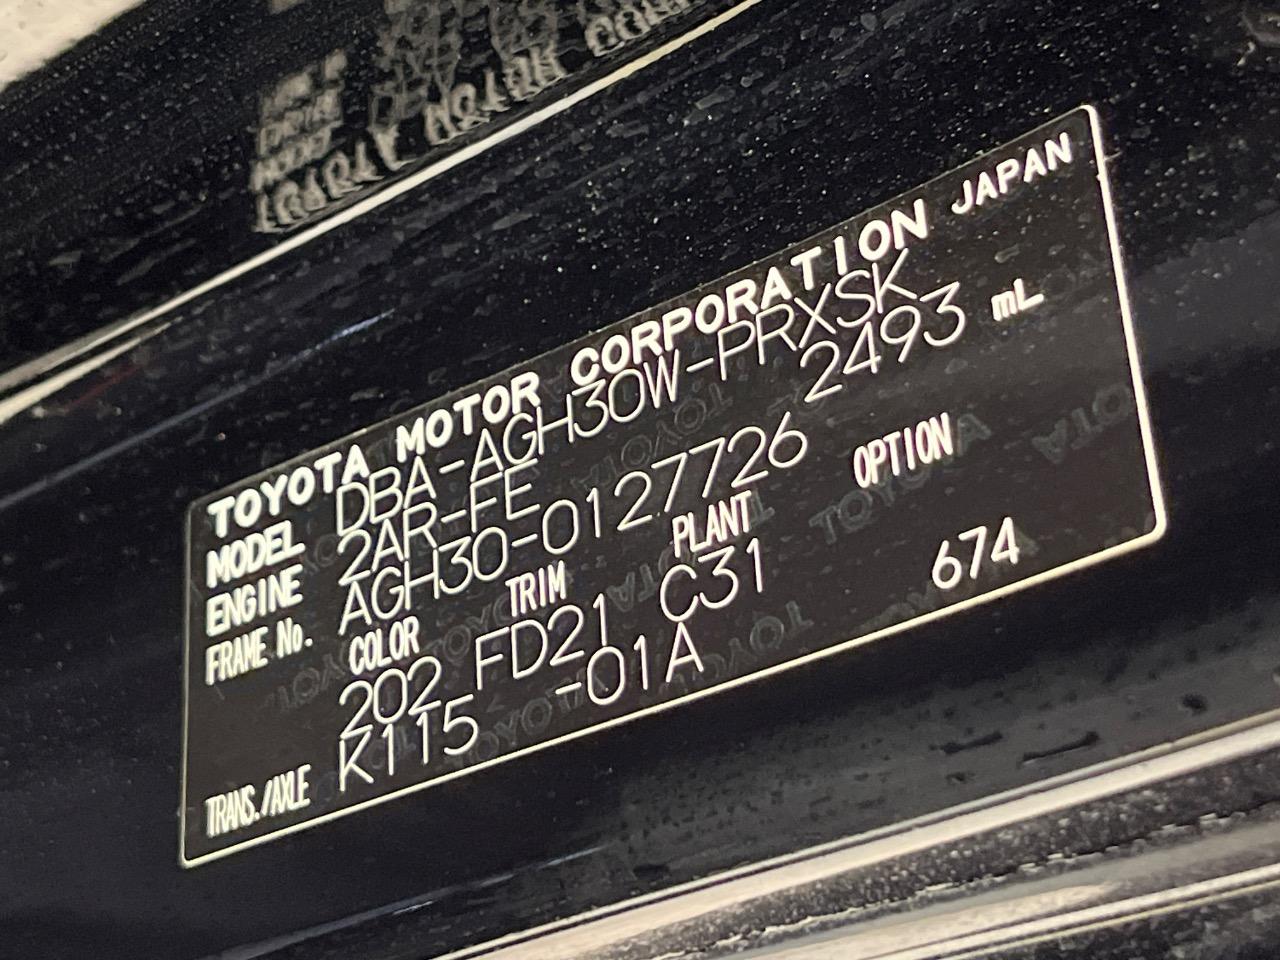 TOYOTA MOTOR CORPORATION JAPAN
MODEL DBA-AGH30W-PRXSK
ENGINE 2AR-FE 2493 mL
FRAME No. AGH30-0127726
COLOR TRIM PLANT OPTION
202 FD21 C31 674
TRANS./AXLE K115 -01A